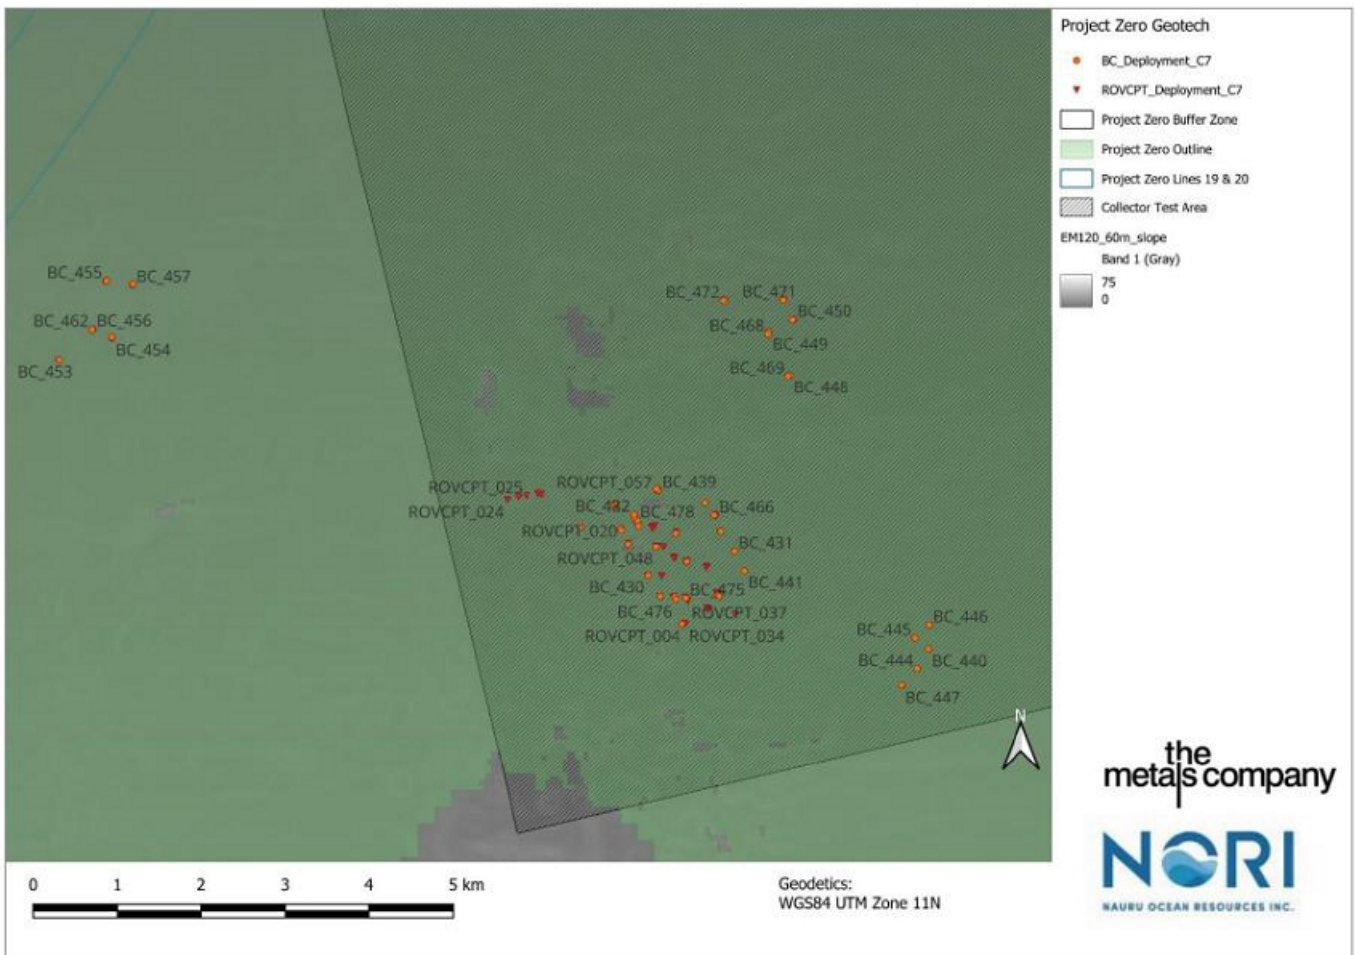 Project Zero Geotech
BC_Deployment_C7
ROVCPT_Deployment_C7
Project Zero Buffer Zone
Project Zero Outline
Project Zero Lines 19 & 20
Collector Test Area
EM120_60m_slope
Band 1 (Gray)
75
0
BC_455
BC_457
BC_462
BC_456
BC_454
BC_453
BC_472
BC_471
BC_450
BC_468
BC_449
BC_469
BC_448
ROVCPT_025
ROVCPT_024
ROVCPT_057
BC_439
BC_478
BC_466
ROVCPT_020
BC_431
ROVCPT_048
BC_441
BC_430
BC_475
BC_476
ROVCPT_037
ROVCPT_004
ROVCPT_034
BC_446
BC_445
BC_444
BC_440
BC_447
N
0 1 2 3 4 5 km
Geodetics:
WGS84 UTM Zone 11N
the
metals company
NORI
NAURU OCEAN RESOURCES INC.